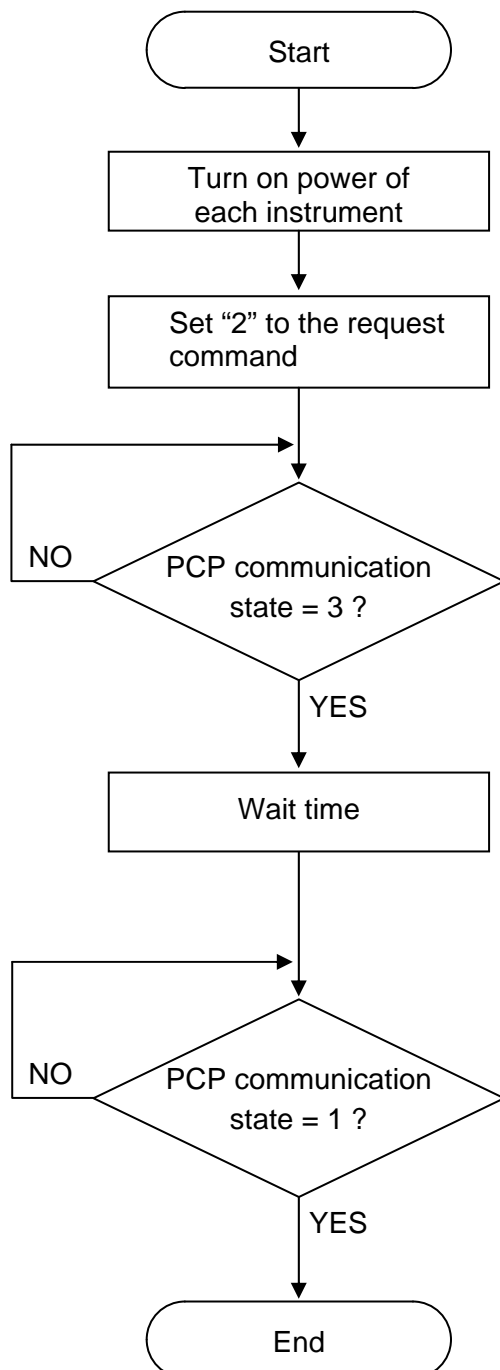 Start
Turn on power of
each instrument
Set “2” to the request
command
NO
PCP communication
state = 3 ?
YES
Wait time
NO
PCP communication
state = 1 ?
YES
End